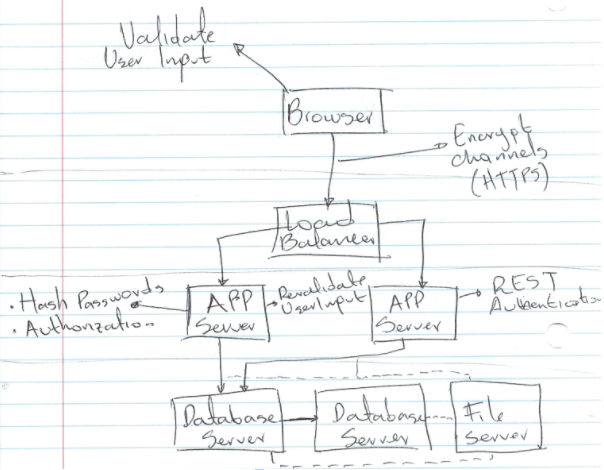 Validate
User Input
Browser
Encrypt
channels
(HTTPS)
Load
Balancer
• Hash Passwords
• Authorization
APP
Server
Revalidate
User Input
APP
Server
REST
Authentication
Database
Server
Database
Server
File
Server